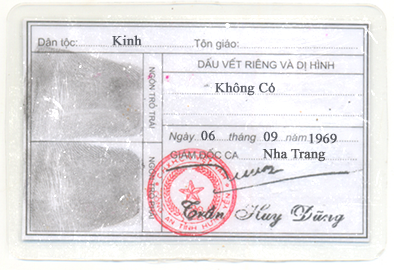 Dân tộc: Kinh Tôn giáo:
NGÓN TRỎ TRÁI
DẤU VẾT RIÊNG VÀ DỊ HÌNH
Không Có
Ngày 06 tháng 09 năm 1969
GIÁM ĐỐC CA Nha Trang
Trần Huy Dũng